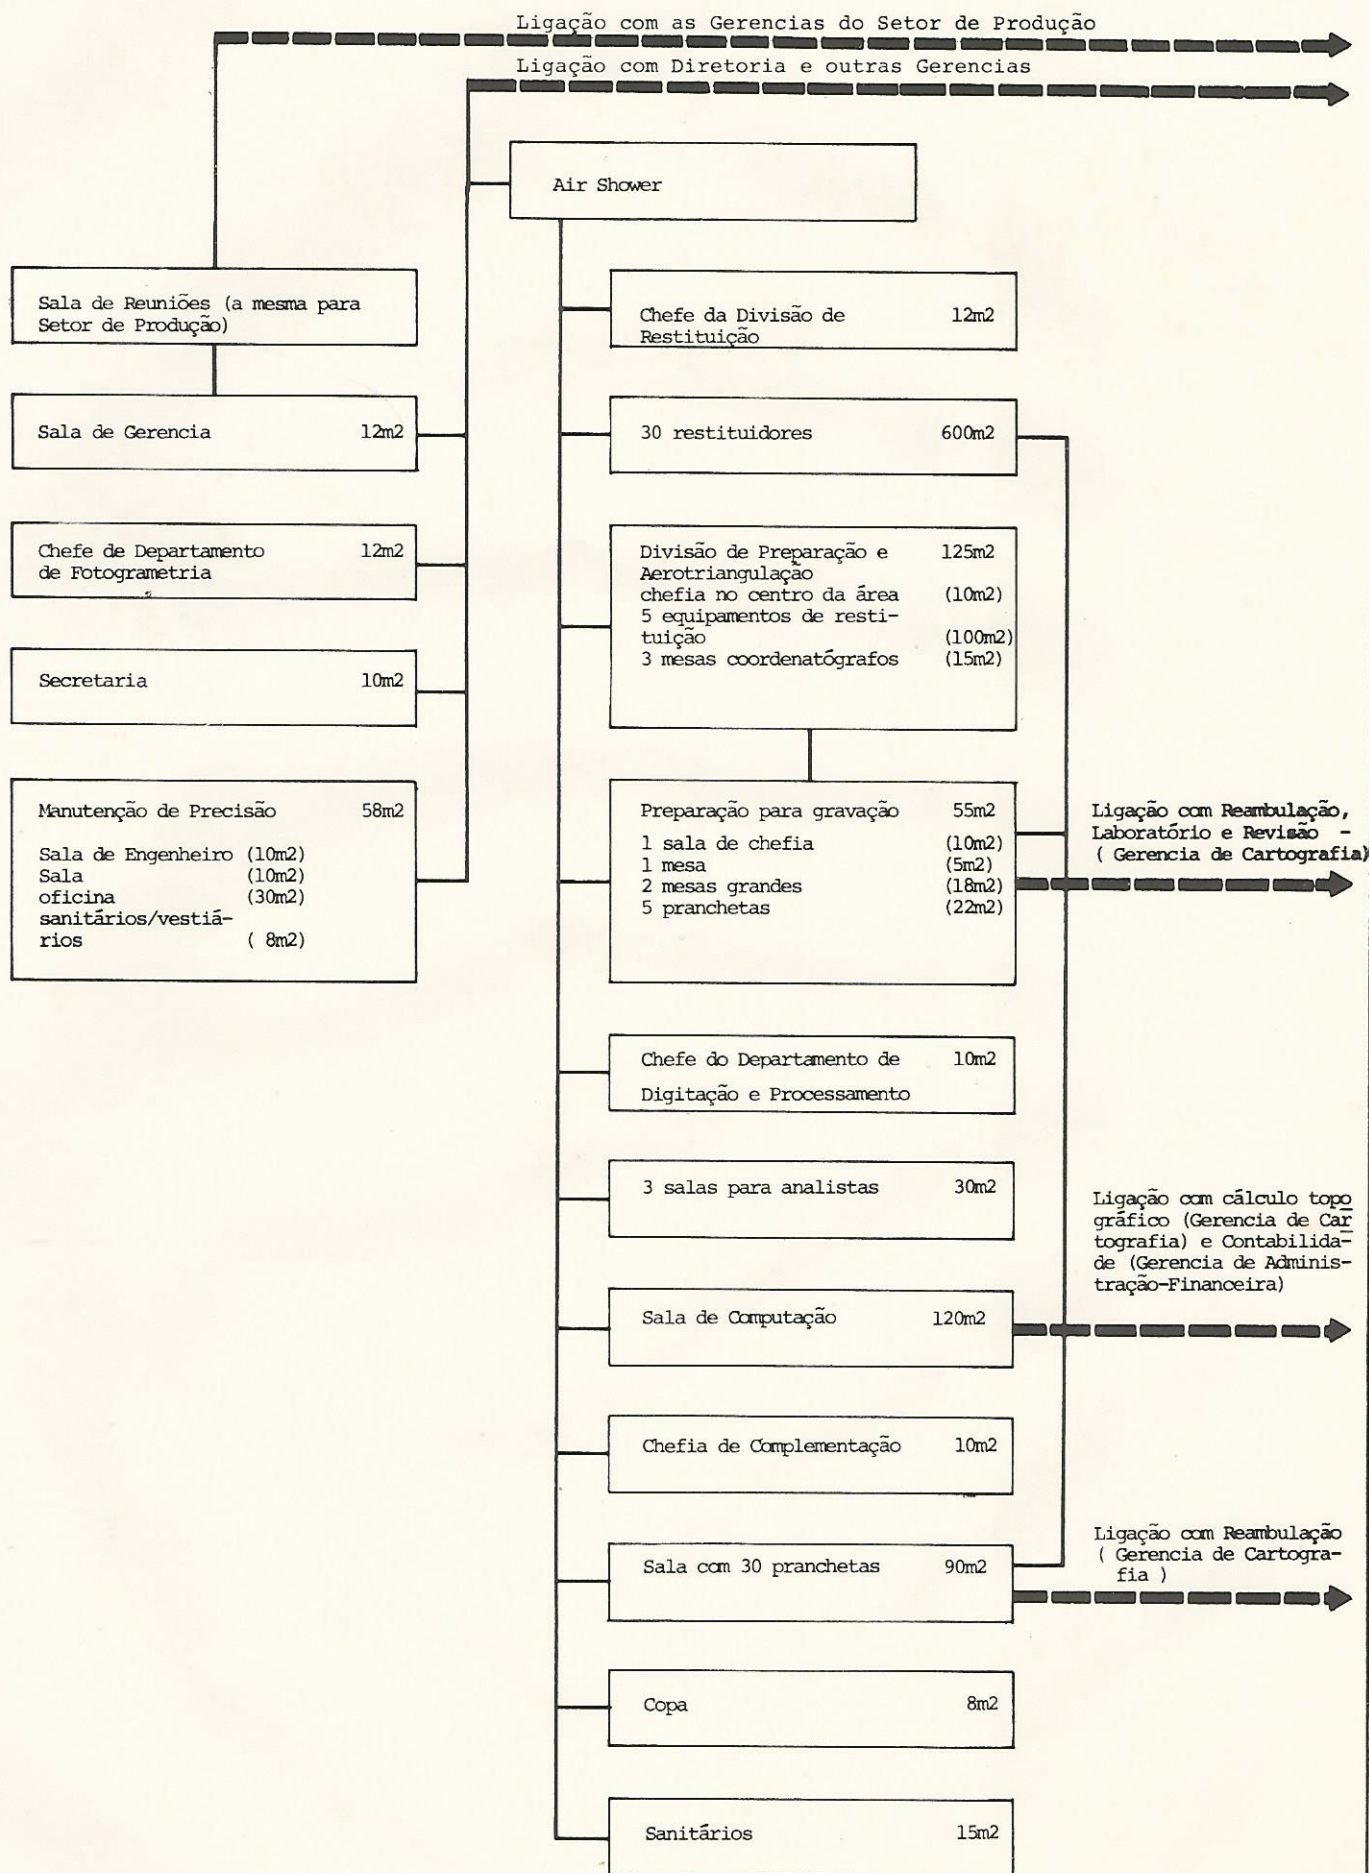 Ligação com as Gerencias do Setor de Produção
Ligação com Diretoria e outras Gerencias
Air Shower
Sala de Reuniões (a mesma para
Setor de Produção)
Sala de Gerencia 12m2
Chefe de Departamento 12m2
de Fotogrametria
Secretaria 10m2
Manutenção de Precisão 58m2
Sala de Engenheiro (10m2)
Sala (10m2)
oficina (30m2)
sanitários/vestiá-
rios ( 8m2)
Chefe da Divisão de 12m2
Restituição
30 restituidores 600m2
Divisão de Preparação e 125m2
Aerotriangulação
chefia no centro da área (10m2)
5 equipamentos de resti-
tuição (100m2)
3 mesas coordenatógrafos (15m2)
Preparação para gravação 55m2
1 sala de chefia (10m2)
1 mesa (5m2)
2 mesas grandes (18m2)
5 pranchetas (22m2)
Ligação com Reambulação,
Laboratório e Revisão -
( Gerencia de Cartografia)
Chefe do Departamento de 10m2
Digitação e Processamento
3 salas para analistas 30m2
Ligação com cálculo topo
gráfico (Gerencia de Car
tografia) e Contabilida-
de (Gerencia de Adminis-
tração-Financeira)
Sala de Computação 120m2
Chefia de Complementação 10m2
Sala com 30 pranchetas 90m2
Ligação com Reambulação
( Gerencia de Cartogra-
fia )
Copa 8m2
Sanitários 15m2